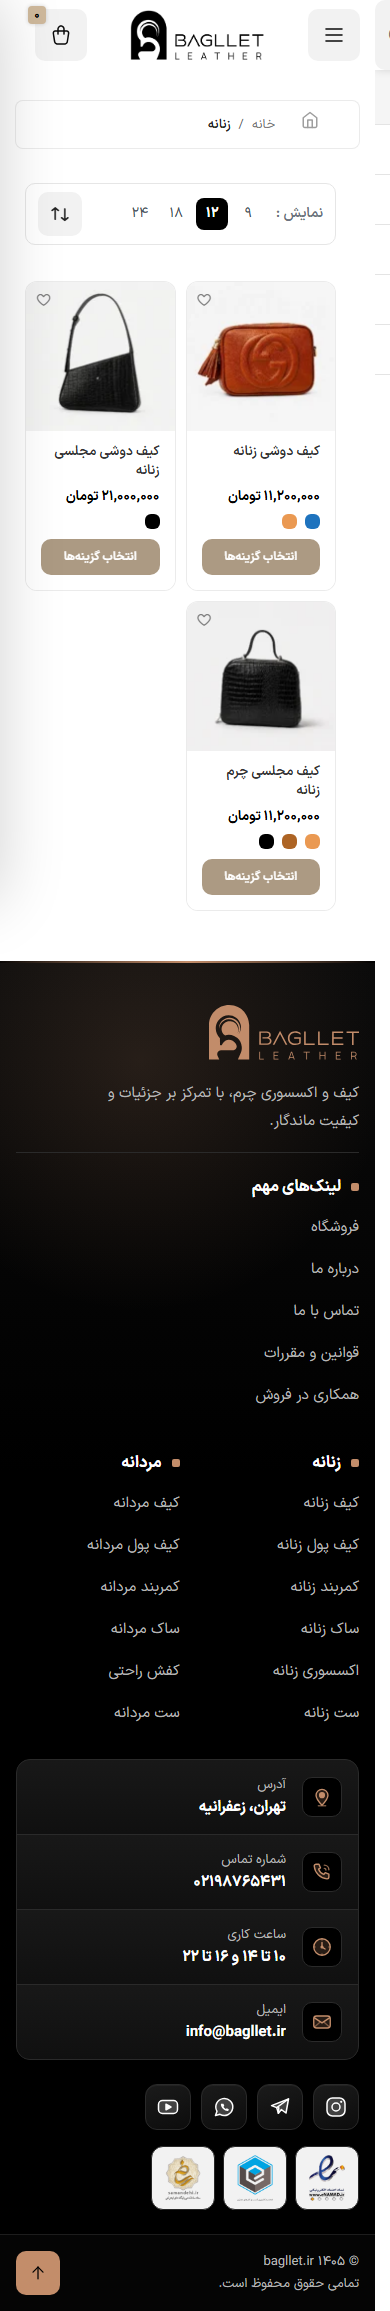 ۰
BAGLLET
LEATHER
خانه / زنانه
نمایش : ۹ ۱۲ ۱۸ ۲۴
کیف دوشی زنانه
۱۱,۲۰۰,۰۰۰ تومان
انتخاب گزینه‌ها
کیف دوشی مجلسی
زنانه
۲۱,۰۰۰,۰۰۰ تومان
انتخاب گزینه‌ها
کیف مجلسی چرم
زنانه
۱۱,۲۰۰,۰۰۰ تومان
انتخاب گزینه‌ها
BAGLLET
LEATHER
کیف و اکسسوری چرم، با تمرکز بر جزئیات و
کیفیت ماندگار.
لینک‌های مهم
فروشگاه
درباره ما
تماس با ما
قوانین و مقررات
همکاری در فروش
زنانه
کیف زنانه
کیف پول زنانه
کمربند زنانه
ساک زنانه
اکسسوری زنانه
ست زنانه
مردانه
کیف مردانه
کیف پول مردانه
کمربند مردانه
ساک مردانه
کفش راحتی
ست مردانه
آدرس
تهران، زعفرانیه
شماره تماس
۰۲۱۹۸۷۶۵۴۳۱
ساعت کاری
۱۰ تا ۱۴ و ۱۶ تا ۲۲
ایمیل
info@bagllet.ir
© ۱۴۰۵ bagllet.ir
تمامی حقوق محفوظ است.